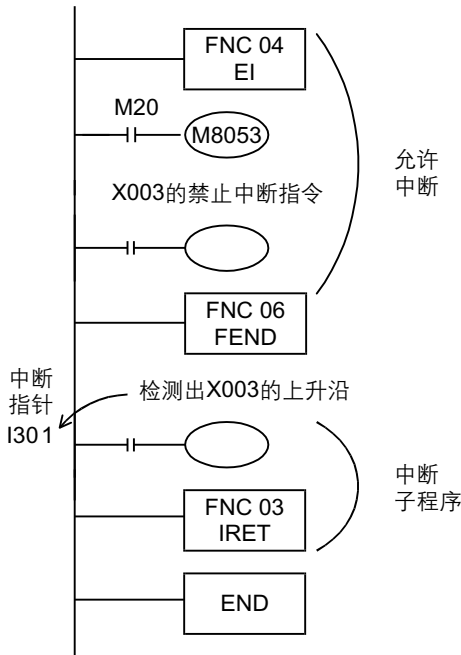 FNC 04
EI
M20
M8053
X003的禁止中断指令
允许
中断
FNC 06
FEND
中断
指针
I301
检测出X003的上升沿
中断
子程序
FNC 03
IRET
END